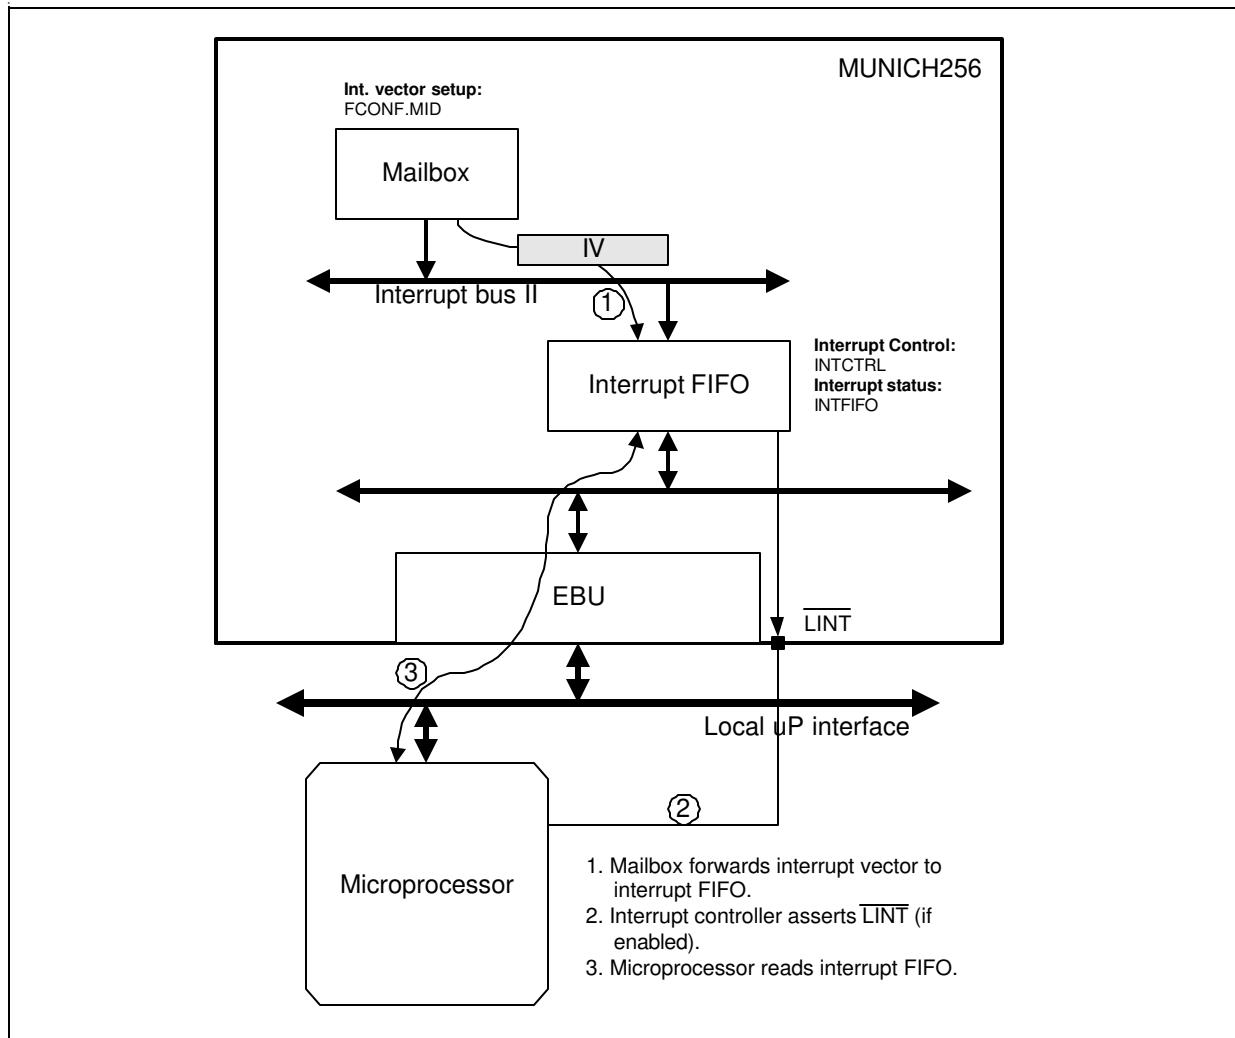 MUNICH256
Int. vector setup:
FCONF.MID
Mailbox
IV
Interrupt bus II
1
Interrupt Control:
INTCTRL
Interrupt status:
INTFIFO
Interrupt FIFO
EBU
LINT
3
Local uP interface
2
Microprocessor
1. Mailbox forwards interrupt vector to
interrupt FIFO.
2. Interrupt controller asserts LINT (if
enabled).
3. Microprocessor reads interrupt FIFO.